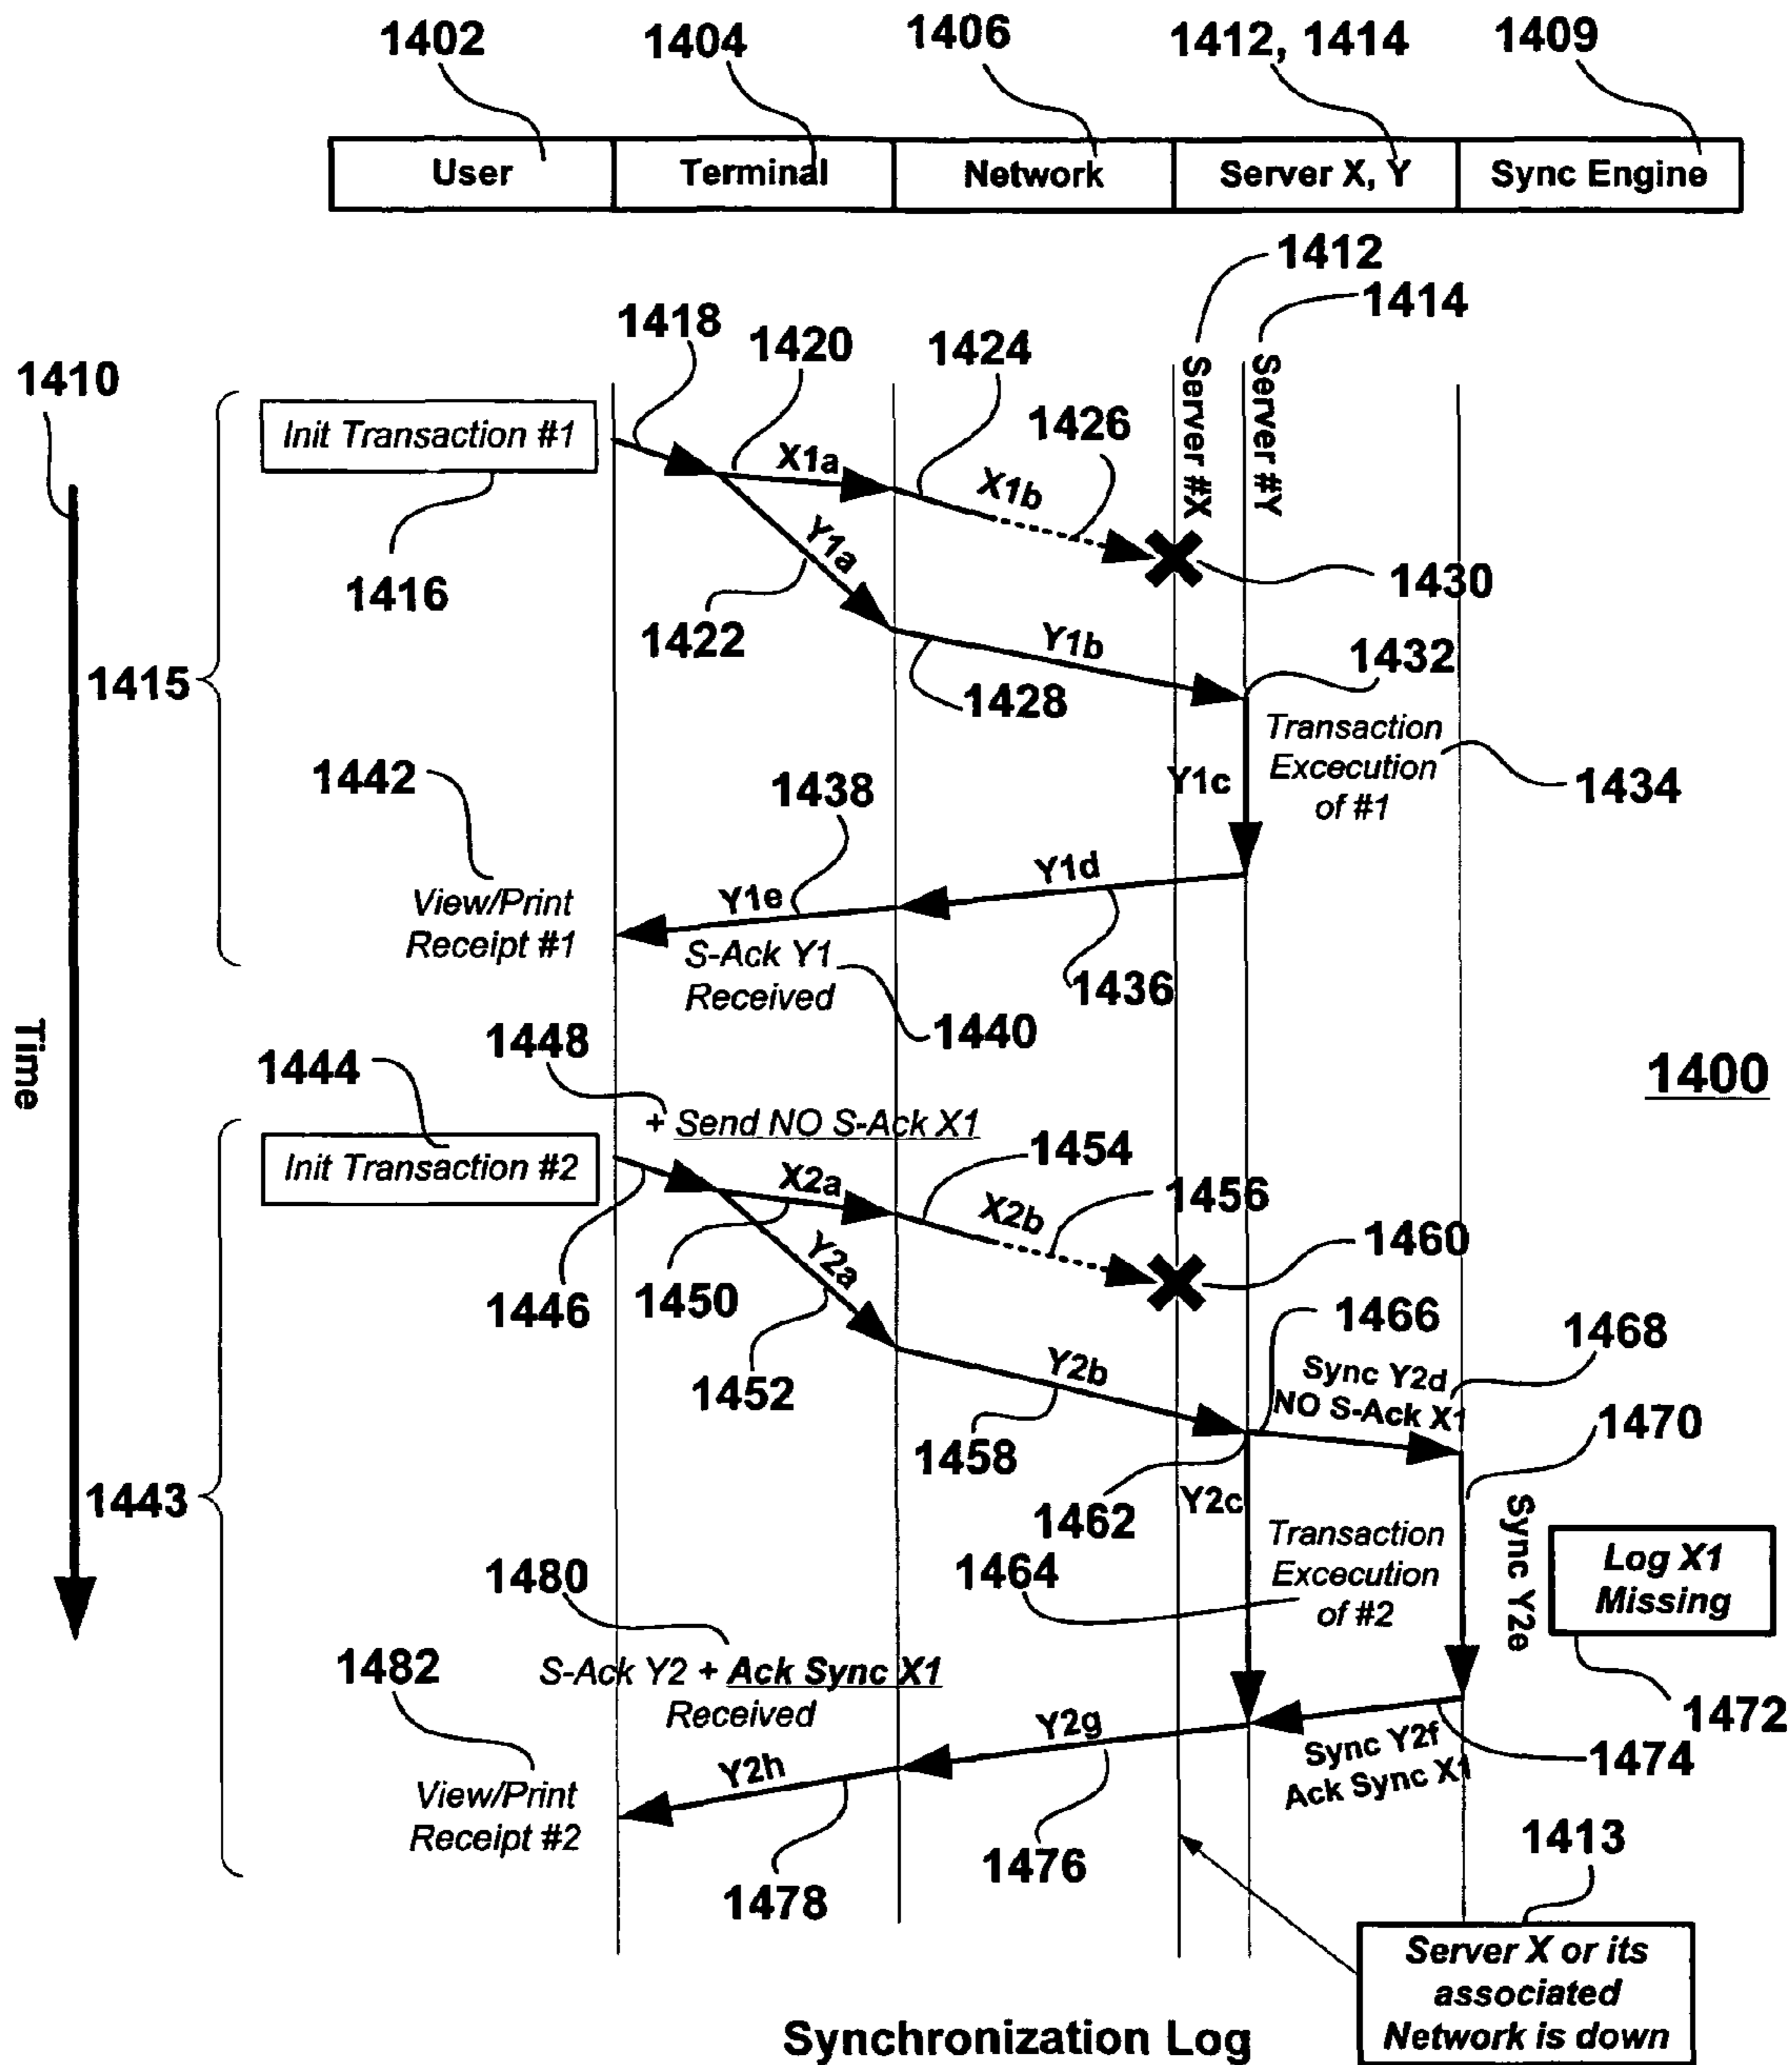 1402
1404
1406
1412, 1414
1409
User
Terminal
Network
Server X, Y
Sync Engine
1412
1414
1410
1418
1420
1424
1426
Server #X
Server #Y
Init Transaction #1
X1a
X1b
1416
Y1a
1430
1422
Y1b
1432
1415
1428
Transaction
Excecution
of #1
1434
Y1c
1442
1438
Y1d
Y1e
View/Print
Receipt #1
S-Ack Y1
Received
1436
1440
Time
1448
1444
1400
+ Send NO S-Ack X1
Init Transaction #2
1454
X2a
X2b
1456
Y2a
1460
1446
1450
1466
1468
1452
Y2b
Sync Y2d
NO S-Ack X1
1470
1458
1443
1462
Y2c
Sync Y2e
Transaction
Excecution
of #2
1464
Log X1
Missing
1480
1482
S-Ack Y2 + Ack Sync X1
Received
1472
Y2g
Y2h
Sync Y2f
Ack Sync X1
1474
View/Print
Receipt #2
1476
1478
1413
Server X or its
associated
Network is down
Synchronization Log